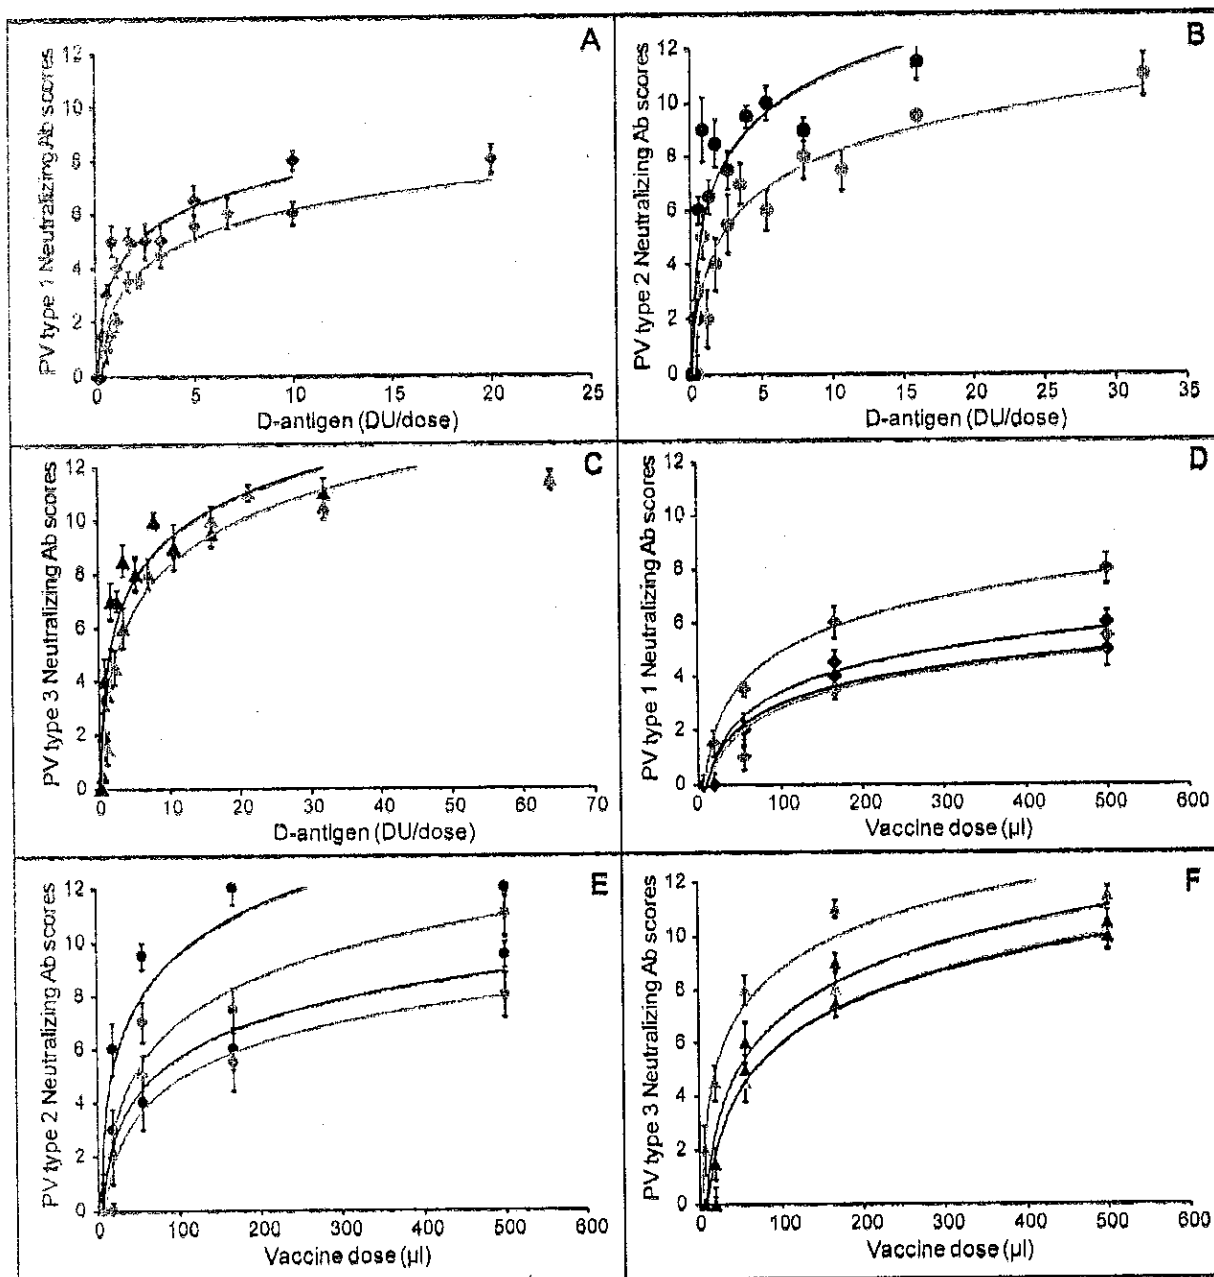 A
PV type 1 Neutralizing Ab scores
12
10
8
6
4
2
0
0 5 10 15 20 25
D-antigen (DU/dose)
B
PV type 2 Neutralizing Ab scores
12
10
8
6
4
2
0
0 5 10 15 20 25 30 35
D-antigen (DU/dose)
C
PV type 3 Neutralizing Ab scores
12
10
8
6
4
2
0
0 10 20 30 40 50 60 70
D-antigen (DU/dose)
D
PV type 1 Neutralizing Ab scores
12
10
8
6
4
2
0
0 100 200 300 400 500 600
Vaccine dose (µl)
E
PV type 2 Neutralizing Ab scores
12
10
8
6
4
2
0
0 100 200 300 400 500 600
Vaccine dose (µl)
F
PV type 3 Neutralizing Ab scores
12
10
8
6
4
2
0
0 100 200 300 400 500 600
Vaccine dose (µl)